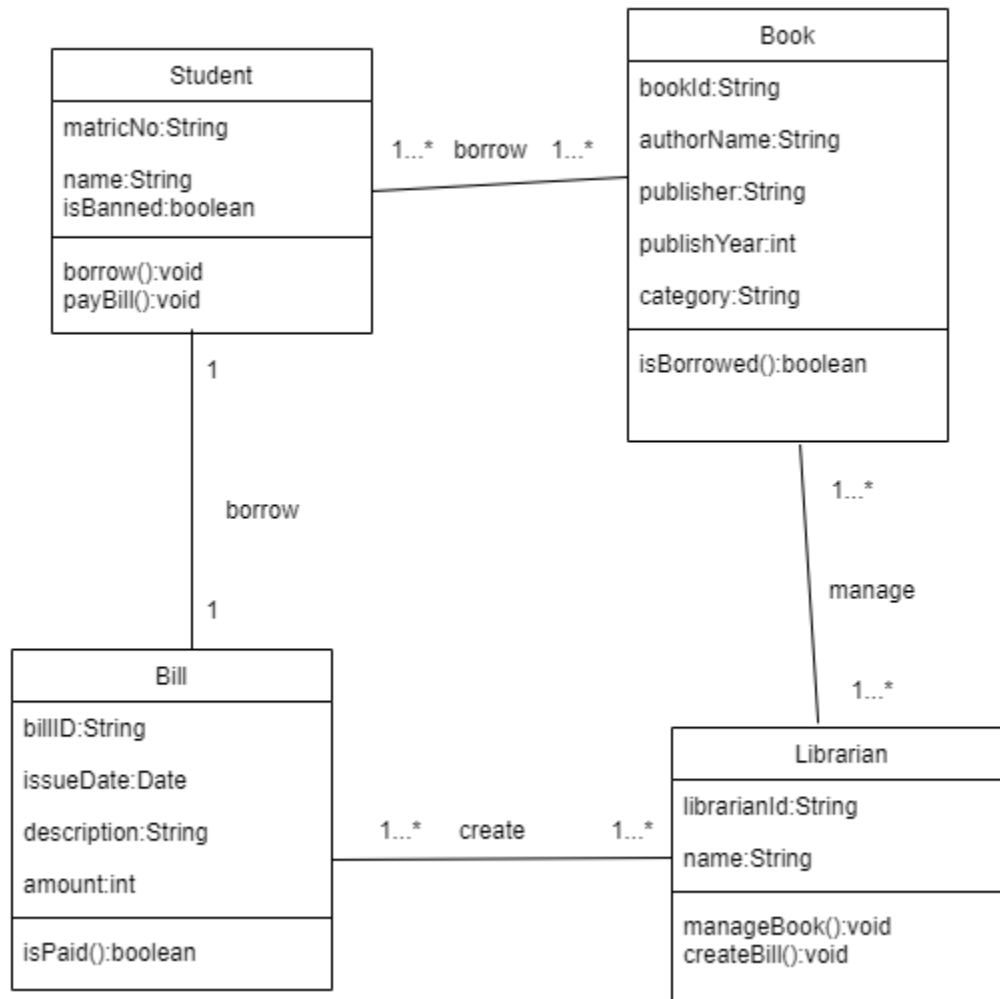 Student
matricNo:String
name:String
isBanned:boolean
borrow():void
payBill():void
1...* borrow 1...*
Book
bookId:String
authorName:String
publisher:String
publishYear:int
category:String
isBorrowed():boolean
1
borrow
1
1...*
manage
1...*
Bill
billID:String
issueDate:Date
description:String
amount:int
isPaid():boolean
1...* create 1...*
Librarian
librarianId:String
name:String
manageBook():void
createBill():void